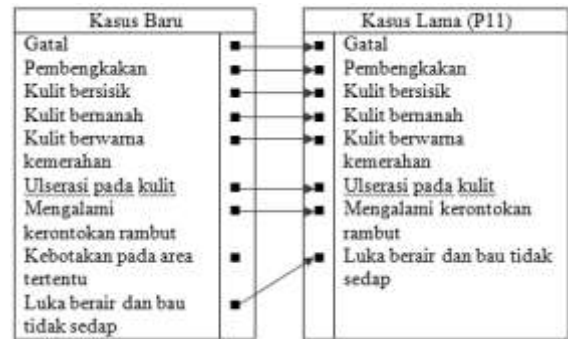 Kasus Baru
Gatal
Pembengkakan
Kulit bersisik
Kulit bernanah
Kulit berwarna
kemerahan
Ulserasi pada kulit
Mengalami
kerontokan rambut
Kebotakan pada area
tertentu
Luka berair dan bau
tidak sedap
Kasus Lama (P11)
Gatal
Pembengkakan
Kulit bersisik
Kulit bernanah
Kulit berwarna
kemerahan
Ulserasi pada kulit
Mengalami kerontokan
rambut
Luka berair dan bau tidak
sedap